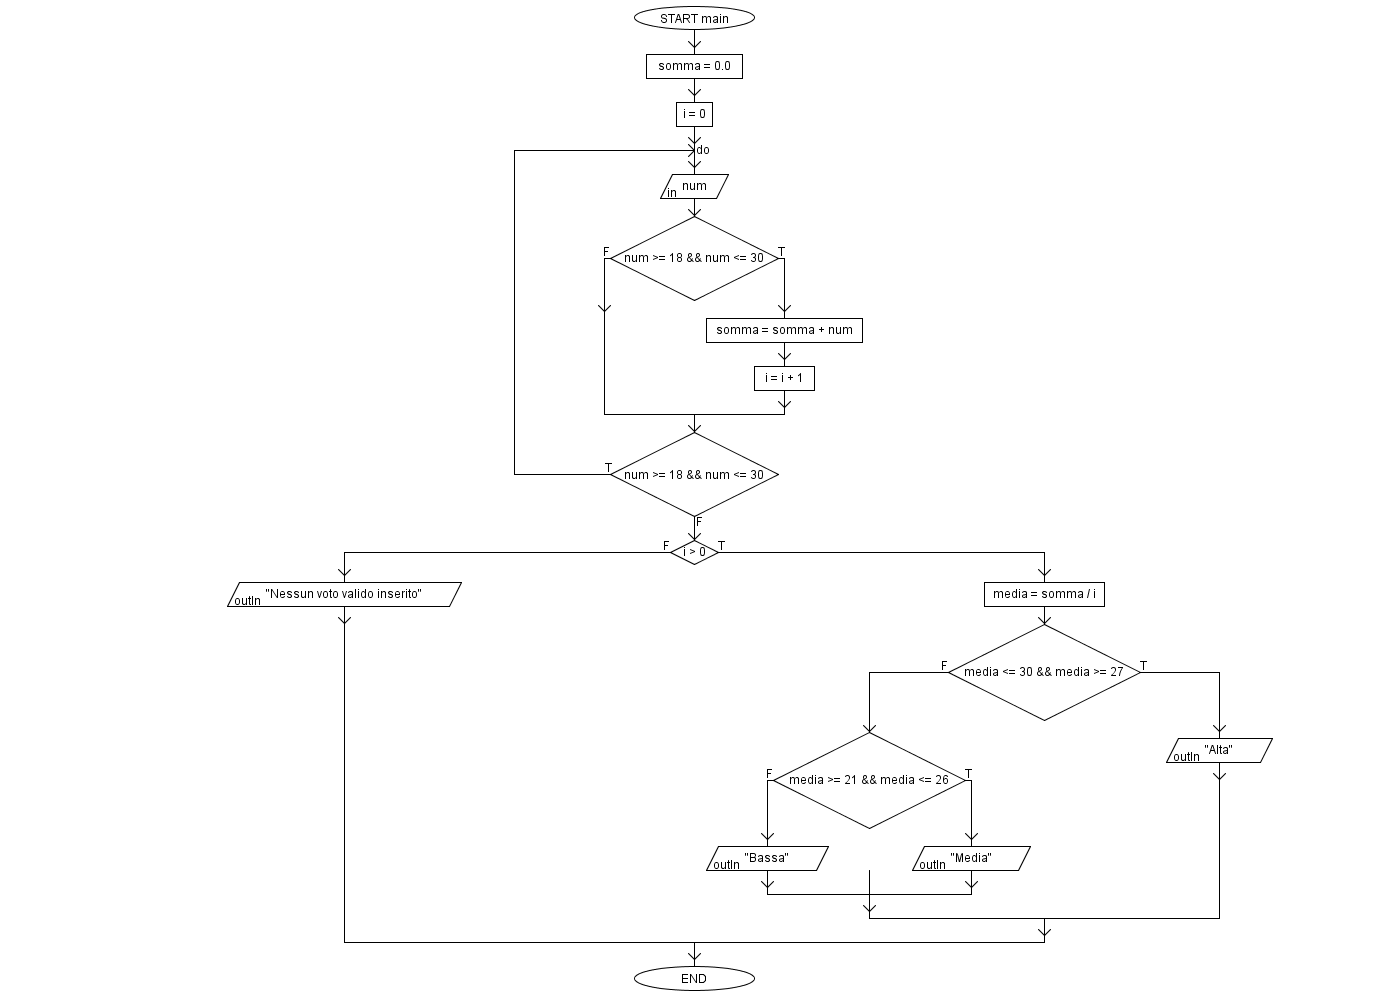 START main
somma = 0.0
i = 0
do
num
in
F
T
num >= 18 && num <= 30
somma = somma + num
i = i + 1
T
num >= 18 && num <= 30
F
F
T
i > 0
"Nessun voto valido inserito"
outln
media = somma / i
F
T
media <= 30 && media >= 27
"Alta"
outln
F
T
media >= 21 && media <= 26
"Bassa"
outln
"Media"
outln
END